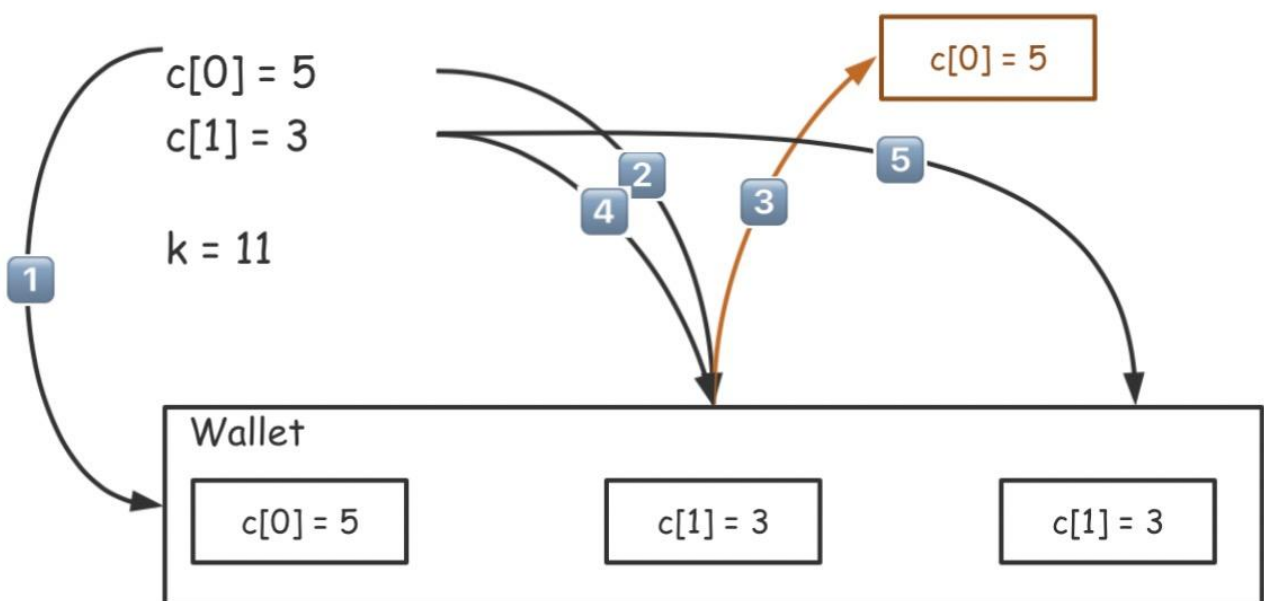 c[0] = 5
c[0] = 5
c[1] = 3
2
5
4
3
k = 11
1
Wallet
c[0] = 5
c[1] = 3
c[1] = 3